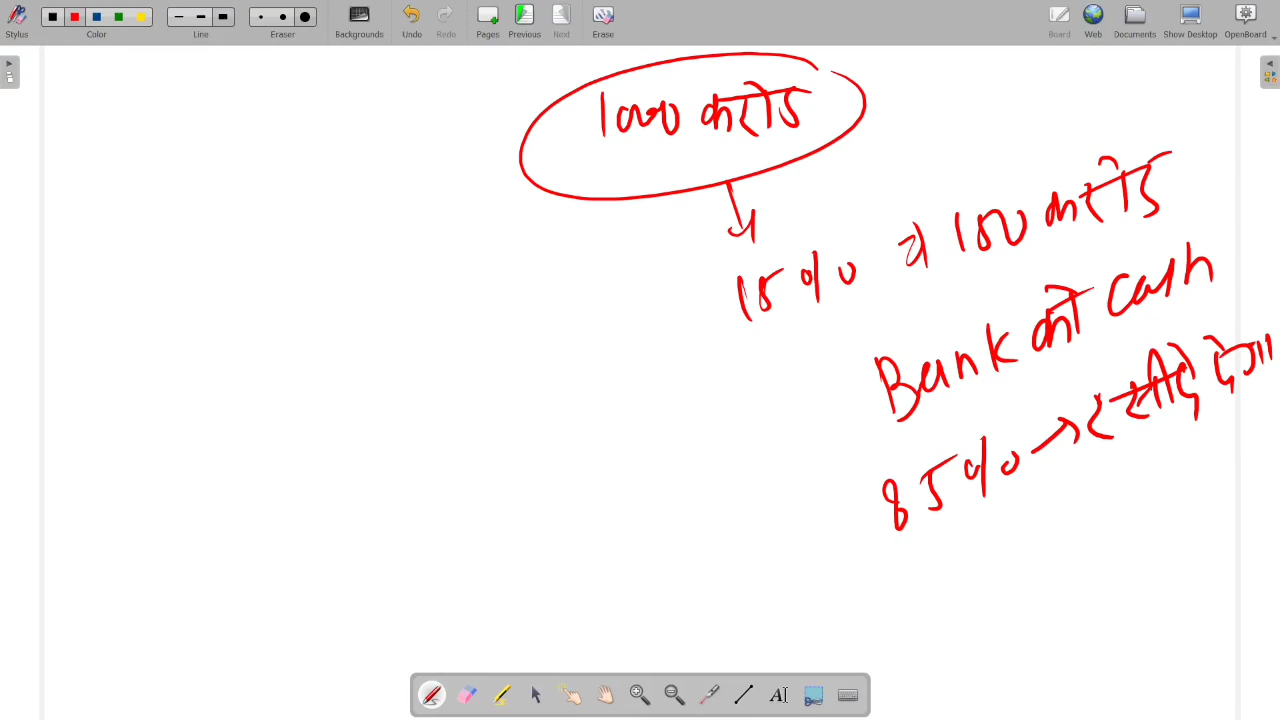 Stylus
Color
Line
Eraser
Backgrounds
Undo
Redo
Pages
Previous
Next
Erase
Board
Web
Documents
Show Desktop
OpenBoard
1000 करोड
15% → 150 करोड
Bank को Cash
85% → रसीद देगा